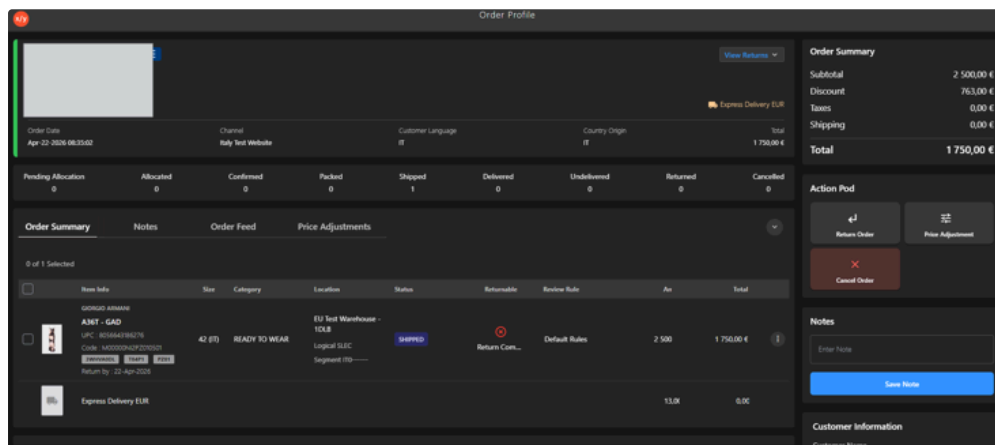 Order Profile
x/y
View Returns
Express Delivery EUR
Order Date
Apr-22-2026 08:35:02
Channel
Italy Test Website
Customer Language
IT
Country Origin
IT
Total
1 750,00 €
Pending Allocation
0
Allocated
0
Confirmed
0
Packed
0
Shipped
1
Delivered
0
Undelivered
0
Returned
0
Cancelled
0
Order Summary
Notes
Order Feed
Price Adjustments
0 of 1 Selected
Item Info
Size
Category
Location
Status
Returnable
Review Rule
Total
GIORGIO ARMANI
A36T - GAD
42 (IT)
READY TO WEAR
EU Test Warehouse -
1DLB
Logical SLEC
SHIPPED
Return Com...
Default Rules
2 500
1 750,00 €
Return by : 22-Apr-2026
Express Delivery EUR
13,0
0,00
Order Summary
Subtotal
2 500,00 €
Discount
763,00 €
Taxes
0,00 €
Shipping
0,00 €
Total
1 750,00 €
Action Pod
Return Order
Price Adjustment
Cancel Order
Notes
Enter Note
Save Note
Customer Information